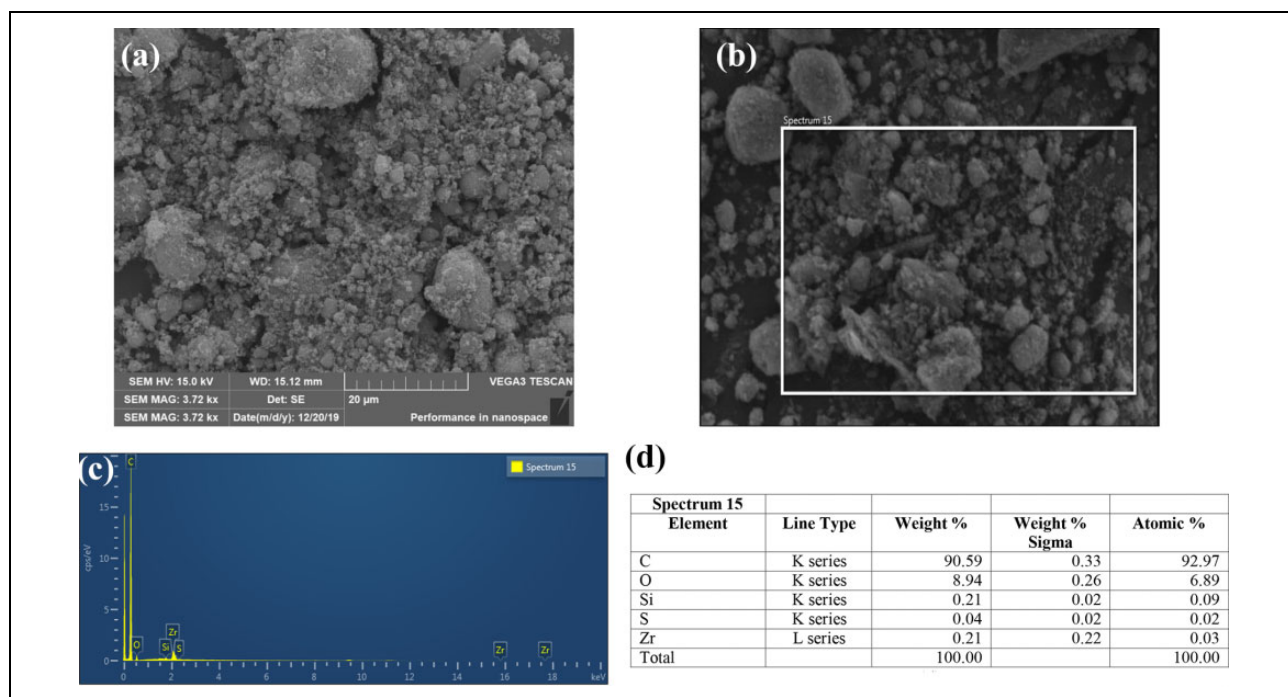 (a)
SEM HV: 15.0 kV WD: 15.12 mm VEGA3 TESCAN
SEM MAG: 3.72 kx Det: SE 20 µm
SEM MAG: 3.72 kx Date(m/d/y): 12/20/19 Performance in nanospace
(b)
Spectrum 15
(c)
Spectrum 15
C
15
10
5
0
cps/eV
O Si Zr S Zr Zr
0 2 4 6 8 10 12 14 16 18 keV
(d)
Spectrum 15
Element Line Type Weight % Weight % Sigma Atomic %
C K series 90.59 0.33 92.97
O K series 8.94 0.26 6.89
Si K series 0.21 0.02 0.09
S K series 0.04 0.02 0.02
Zr L series 0.21 0.22 0.03
Total 100.00 100.00